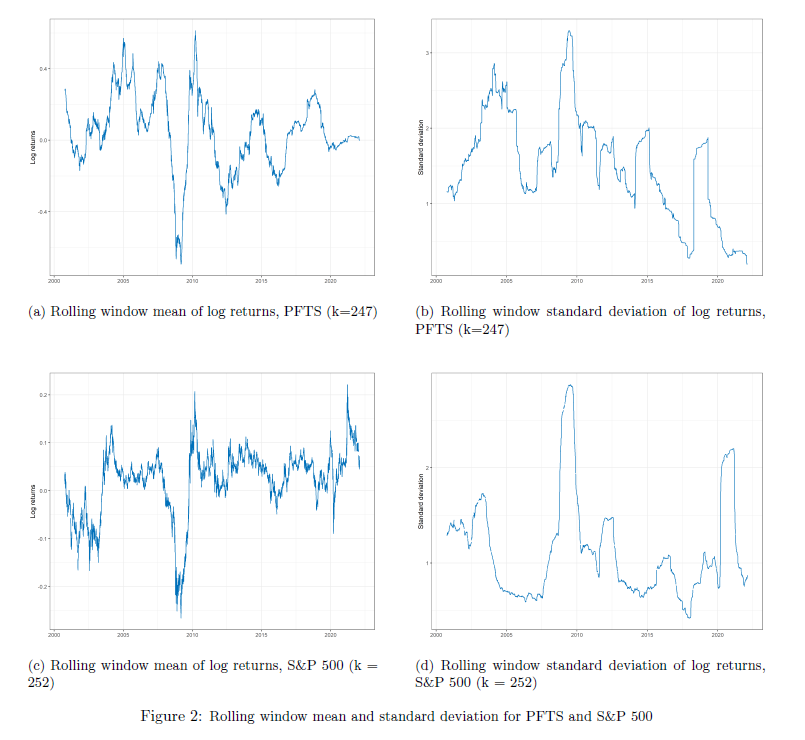 0.4
0.0
-0.4
Log returns
2000 2005 2010 2015 2020
3
2
1
Standard deviation
2000 2005 2010 2015 2020
(a) Rolling window mean of log returns, PFTS (k=247)
(b) Rolling window standard deviation of log returns,
PFTS (k=247)
0.2
0.1
0.0
-0.1
-0.2
Log returns
2000 2005 2010 2015 2020
2
1
Standard deviation
2000 2005 2010 2015 2020
(c) Rolling window mean of log returns, S&P 500 (k =
252)
(d) Rolling window standard deviation of log returns,
S&P 500 (k = 252)
Figure 2: Rolling window mean and standard deviation for PFTS and S&P 500